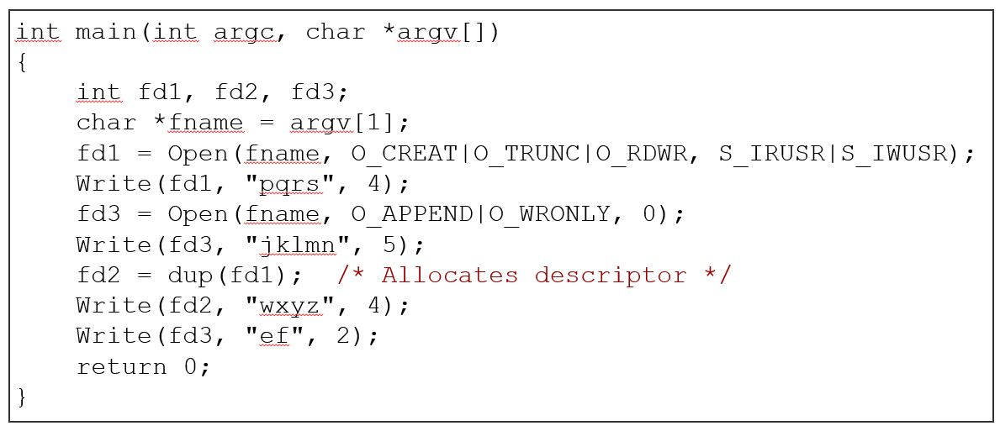 int main(int argc, char *argv[])
{
int fd1, fd2, fd3;
char *fname = argv[1];
fd1 = Open(fname, O_CREAT|O_TRUNC|O_RDWR, S_IRUSR|S_IWUSR);
Write(fd1, "pqrs", 4);
fd3 = Open(fname, O_APPEND|O_WRONLY, 0);
Write(fd3, "jklmn", 5);
fd2 = dup(fd1);  /* Allocates descriptor */
Write(fd2, "wxyz", 4);
Write(fd3, "ef", 2);
return 0;
}